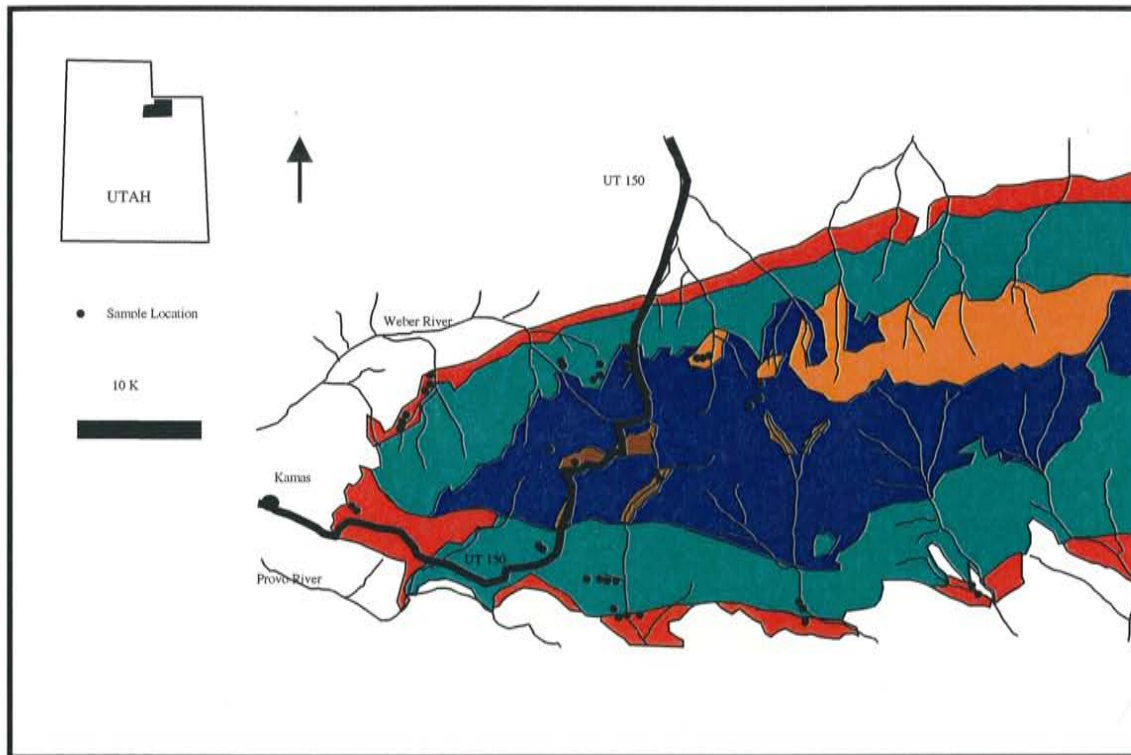 UTAH
UT 150
Sample Location
Weber River
10 K
Kamas
UT 150
Provo River